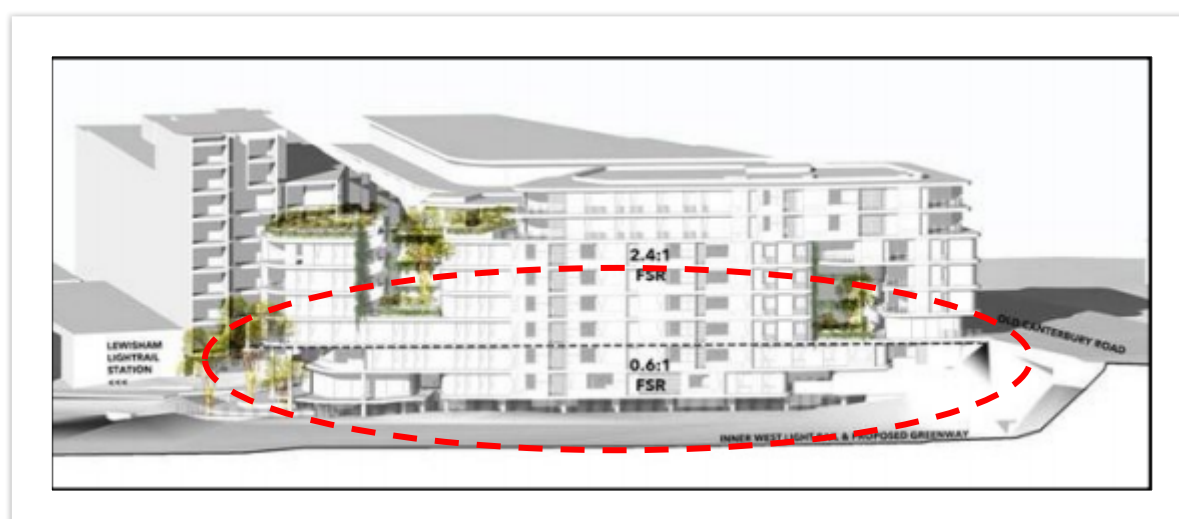 2.4:1
FSR
OLD CANTERBURY ROAD
LEWISHAM
LIGHTRAIL
STATION
0.6:1
FSR
INNER WEST LIGHT RAIL & PROPOSED GREENWAY